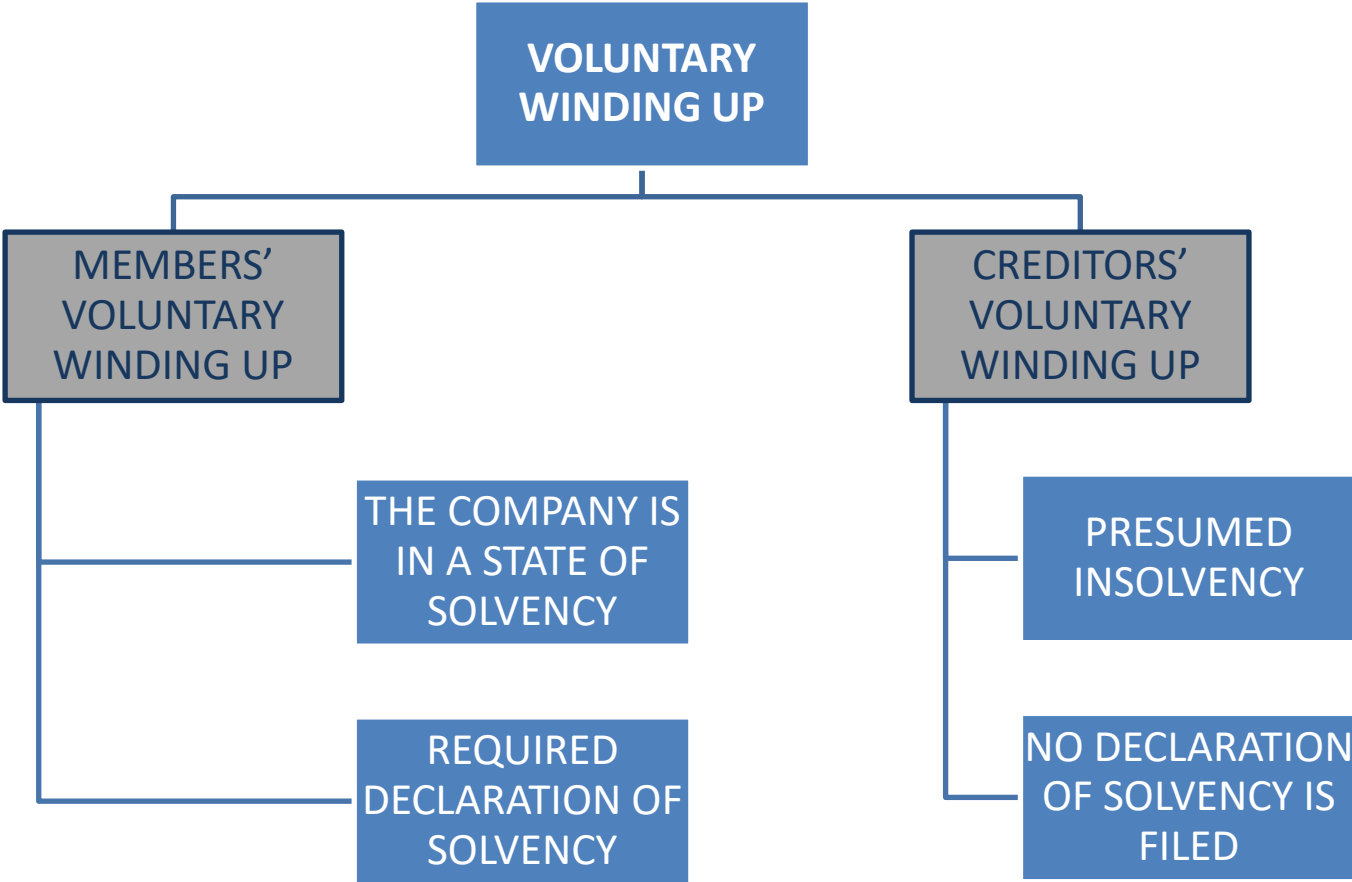 VOLUNTARY
WINDING UP
MEMBERS’
VOLUNTARY
WINDING UP
THE COMPANY IS
IN A STATE OF
SOLVENCY
REQUIRED
DECLARATION OF
SOLVENCY
CREDITORS’
VOLUNTARY
WINDING UP
PRESUMED
INSOLVENCY
NO DECLARATION
OF SOLVENCY IS
FILED